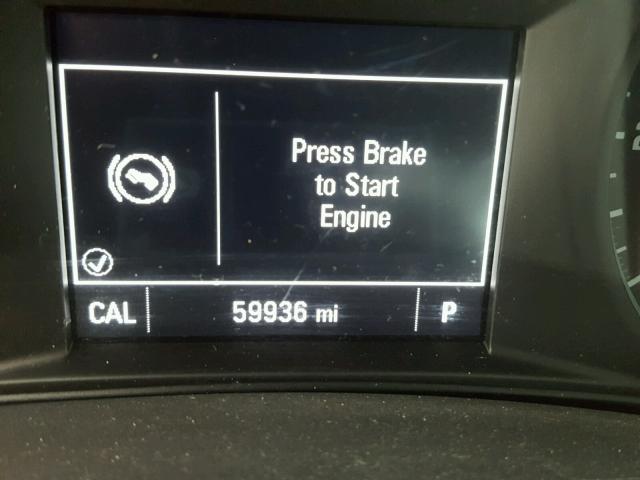 Press Brake
to Start
Engine
CAL 59936 mi P